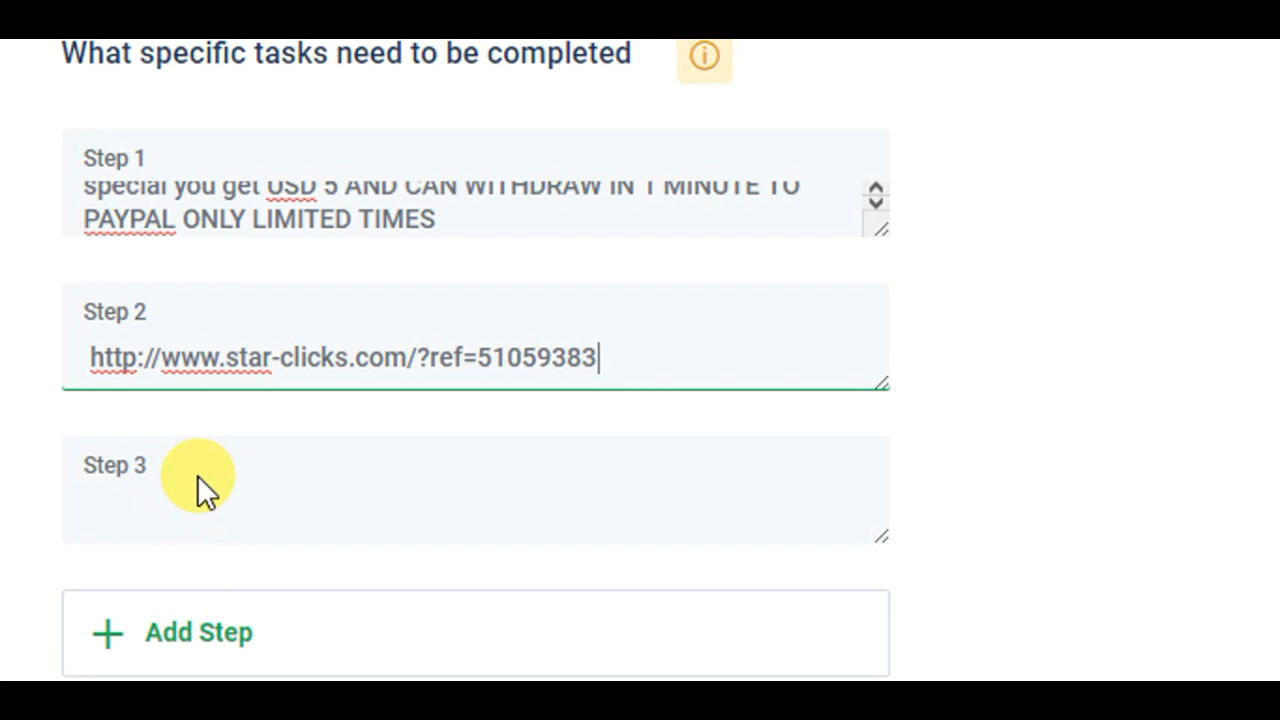 What specific tasks need to be completed
Step 1
special you get USD 5 AND CAN WITHDRAW IN 1 MINUTE TO
PAYPAL ONLY LIMITED TIMES
Step 2
http://www.star-clicks.com/?ref=51059383
Step 3
+ Add Step